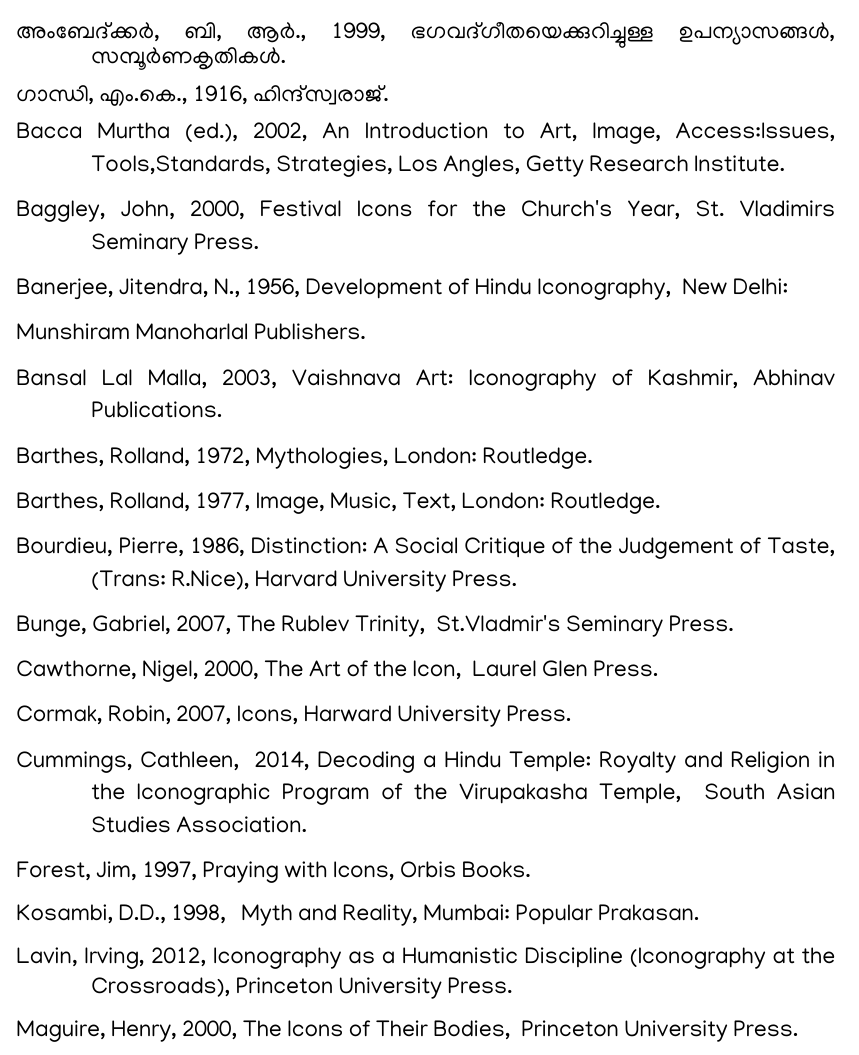 അംബേദ്ക്കർ, ബി, ആർ., 1999, ഭഗവദ്ഗീതയെക്കുറിച്ചുള്ള ഉപന്യാസങ്ങൾ,
സമ്പൂർണകൃതികൾ.
ഗാന്ധി, എം.കെ., 1916, ഹിന്ദ്സ്വരാജ്.
Bacca Murtha (ed.), 2002, An Introduction to Art, Image, Access:Issues,
Tools,Standards, Strategies, Los Angles, Getty Research Institute.
Baggley, John, 2000, Festival Icons for the Church's Year, St. Vladimirs
Seminary Press.
Banerjee, Jitendra, N., 1956, Development of Hindu Iconography, New Delhi:
Munshiram Manoharlal Publishers.
Bansal Lal Malla, 2003, Vaishnava Art: Iconography of Kashmir, Abhinav
Publications.
Barthes, Rolland, 1972, Mythologies, London: Routledge.
Barthes, Rolland, 1977, Image, Music, Text, London: Routledge.
Bourdieu, Pierre, 1986, Distinction: A Social Critique of the Judgement of Taste,
(Trans: R.Nice), Harvard University Press.
Bunge, Gabriel, 2007, The Rublev Trinity, St.Vladmir's Seminary Press.
Cawthorne, Nigel, 2000, The Art of the Icon, Laurel Glen Press.
Cormak, Robin, 2007, Icons, Harward University Press.
Cummings, Cathleen, 2014, Decoding a Hindu Temple: Royalty and Religion in
the Iconographic Program of the Virupakasha Temple, South Asian
Studies Association.
Forest, Jim, 1997, Praying with Icons, Orbis Books.
Kosambi, D.D., 1998, Myth and Reality, Mumbai: Popular Prakasan.
Lavin, Irving, 2012, Iconography as a Humanistic Discipline (Iconography at the
Crossroads), Princeton University Press.
Maguire, Henry, 2000, The Icons of Their Bodies, Princeton University Press.